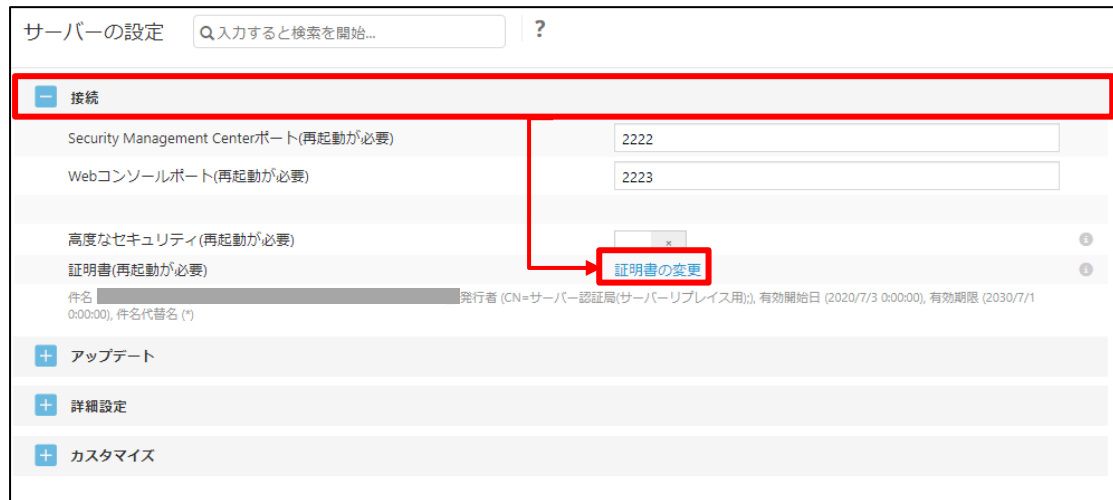 サーバーの設定
入力すると検索を開始...
?
接続
Security Management Centerポート(再起動が必要)
2222
Webコンソールポート(再起動が必要)
2223
高度なセキュリティ(再起動が必要)
×
証明書(再起動が必要)
証明書の変更
件名 発行者 (CN=サーバー認証局(サーバーリプレイス用);), 有効開始日 (2020/7/3 0:00:00), 有効期限 (2030/7/1
0:00:00), 件名代替名 (*)
アップデート
詳細設定
カスタマイズ